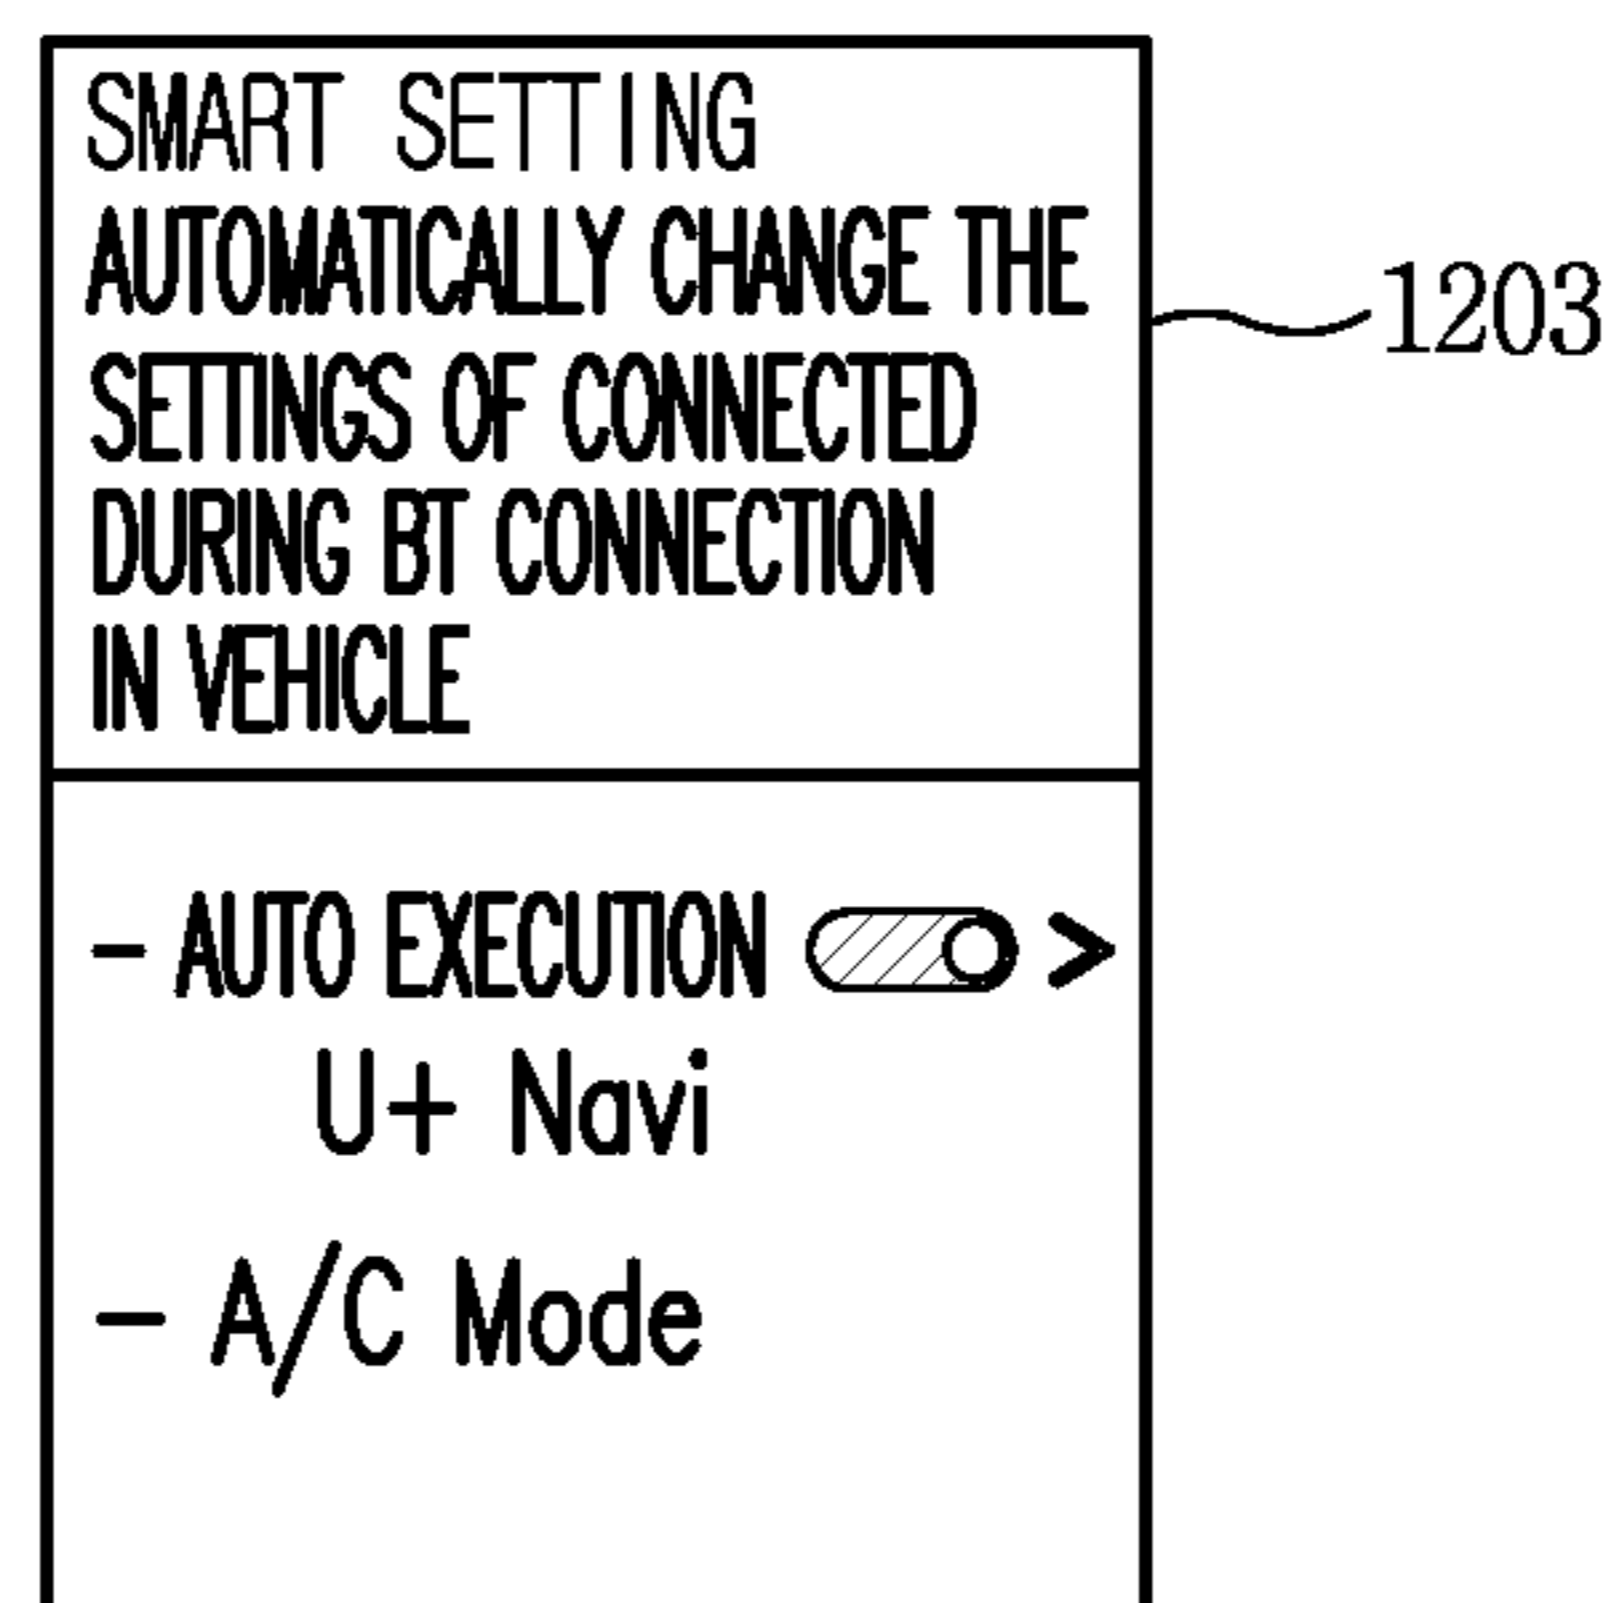 SMART SETTING
AUTOMATICALLY CHANGE THE
SETTINGS OF CONNECTED
DURING BT CONNECTION
IN VEHICLE
1203
- AUTO EXECUTION >
U+ Navi
- A/C Mode